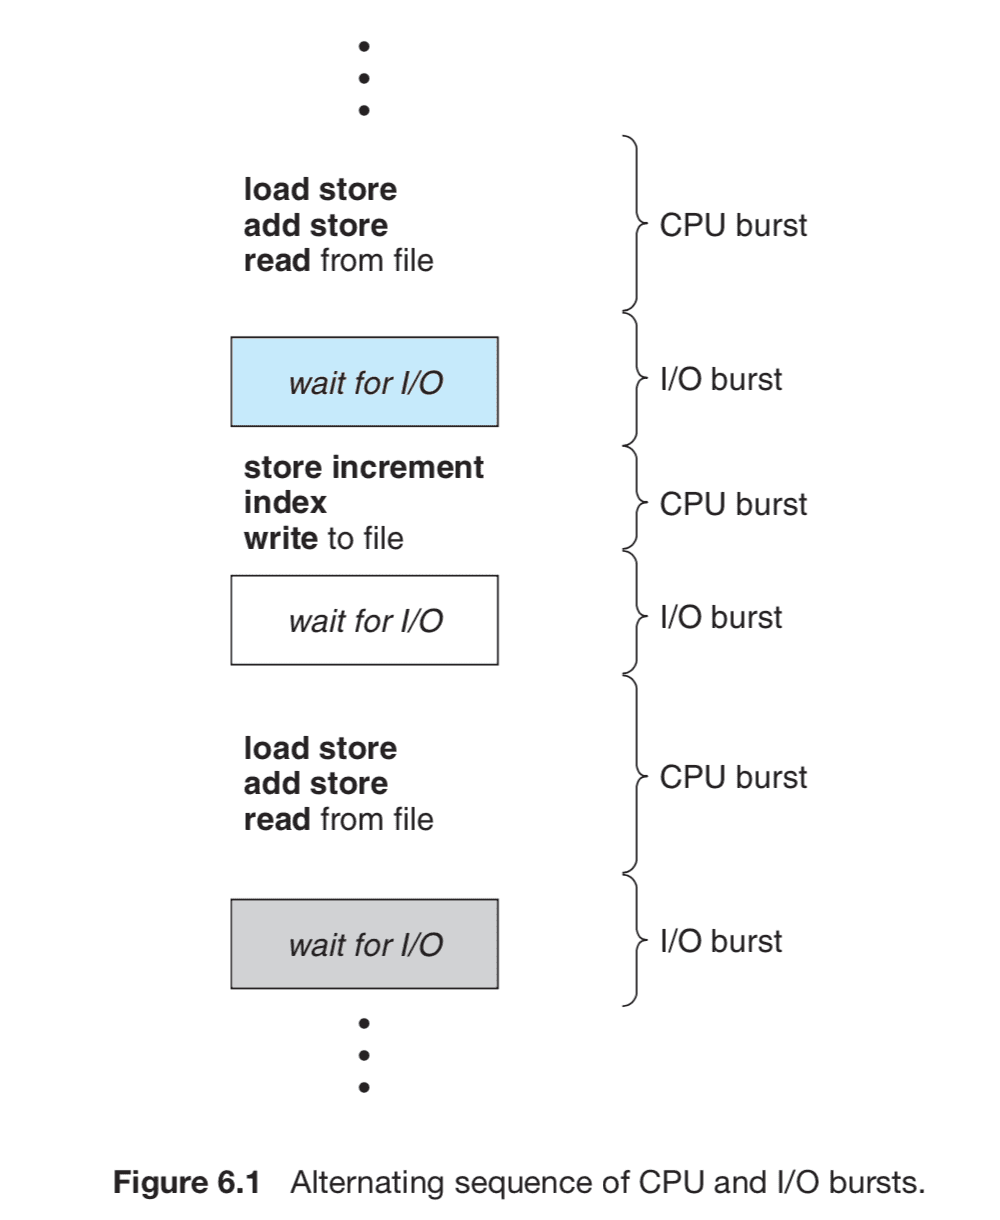 load store
add store
read from file
CPU burst
wait for I/O
I/O burst
store increment
index
write to file
CPU burst
wait for I/O
I/O burst
load store
add store
read from file
CPU burst
wait for I/O
I/O burst
Figure 6.1 Alternating sequence of CPU and I/O bursts.